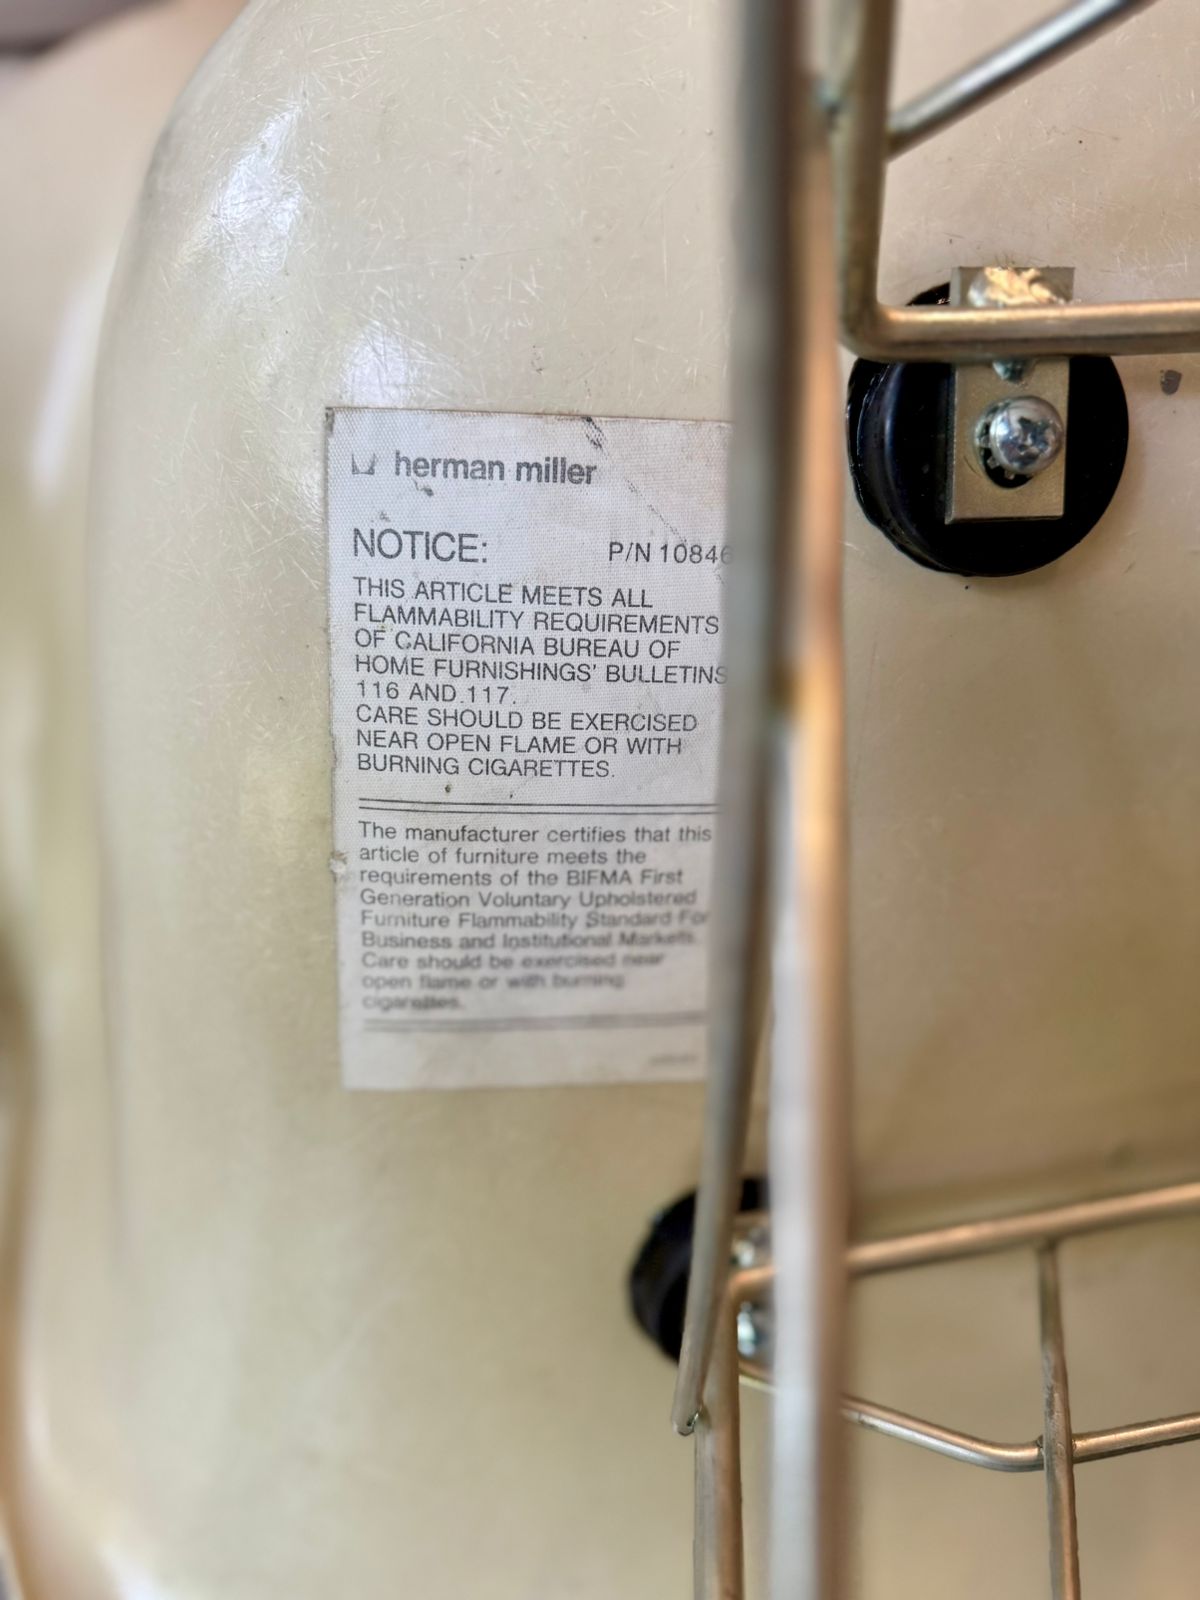 herman miller
NOTICE: P/N 10846
THIS ARTICLE MEETS ALL
FLAMMABILITY REQUIREMENTS
OF CALIFORNIA BUREAU OF
HOME FURNISHINGS' BULLETINS
116 AND 117.
CARE SHOULD BE EXERCISED
NEAR OPEN FLAME OR WITH
BURNING CIGARETTES.
The manufacturer certifies that this
article of furniture meets the
requirements of the BIFMA First
Generation Voluntary Upholstered
Furniture Flammability Standard For
Business and Institutional Markets.
Care should be exercised near
open flame or with burning
cigarettes.